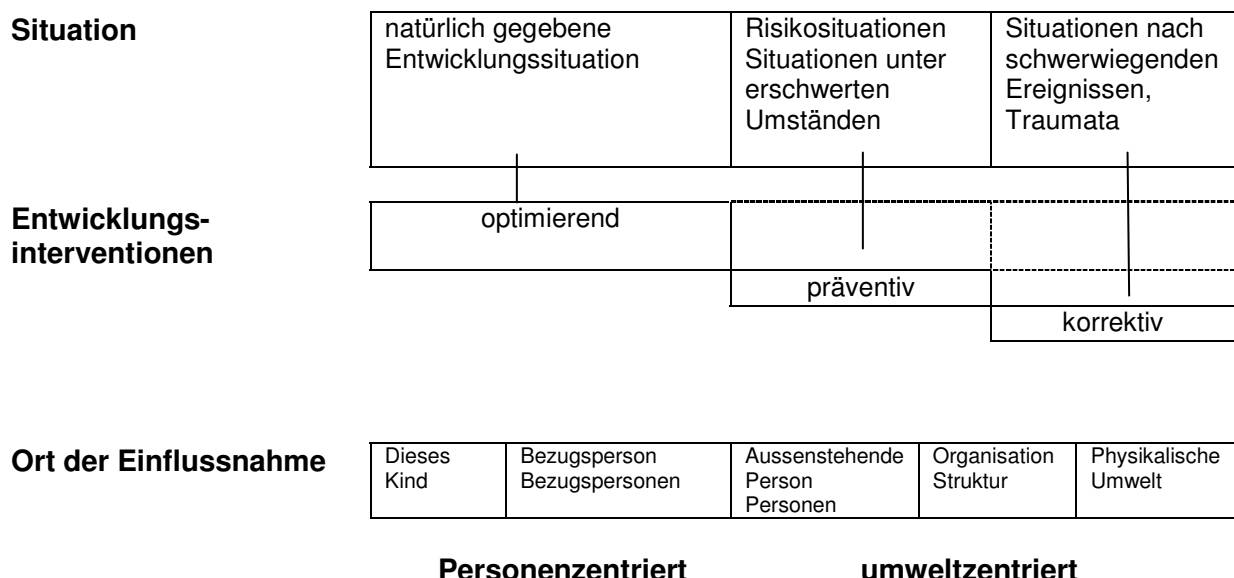 Situation
natürlich gegebene
Entwicklungssituation
Risikosituationen
Situationen unter
erschwerten
Umständen
Situationen nach
schwerwiegenden
Ereignissen,
Traumata
Entwicklungs-
interventionen
optimierend
präventiv
korrektiv
Ort der Einflussnahme
Dieses
Kind
Bezugsperson
Bezugspersonen
Aussenstehende
Person
Personen
Organisation
Struktur
Physikalische
Umwelt
Personenzentriert
umweltzentriert